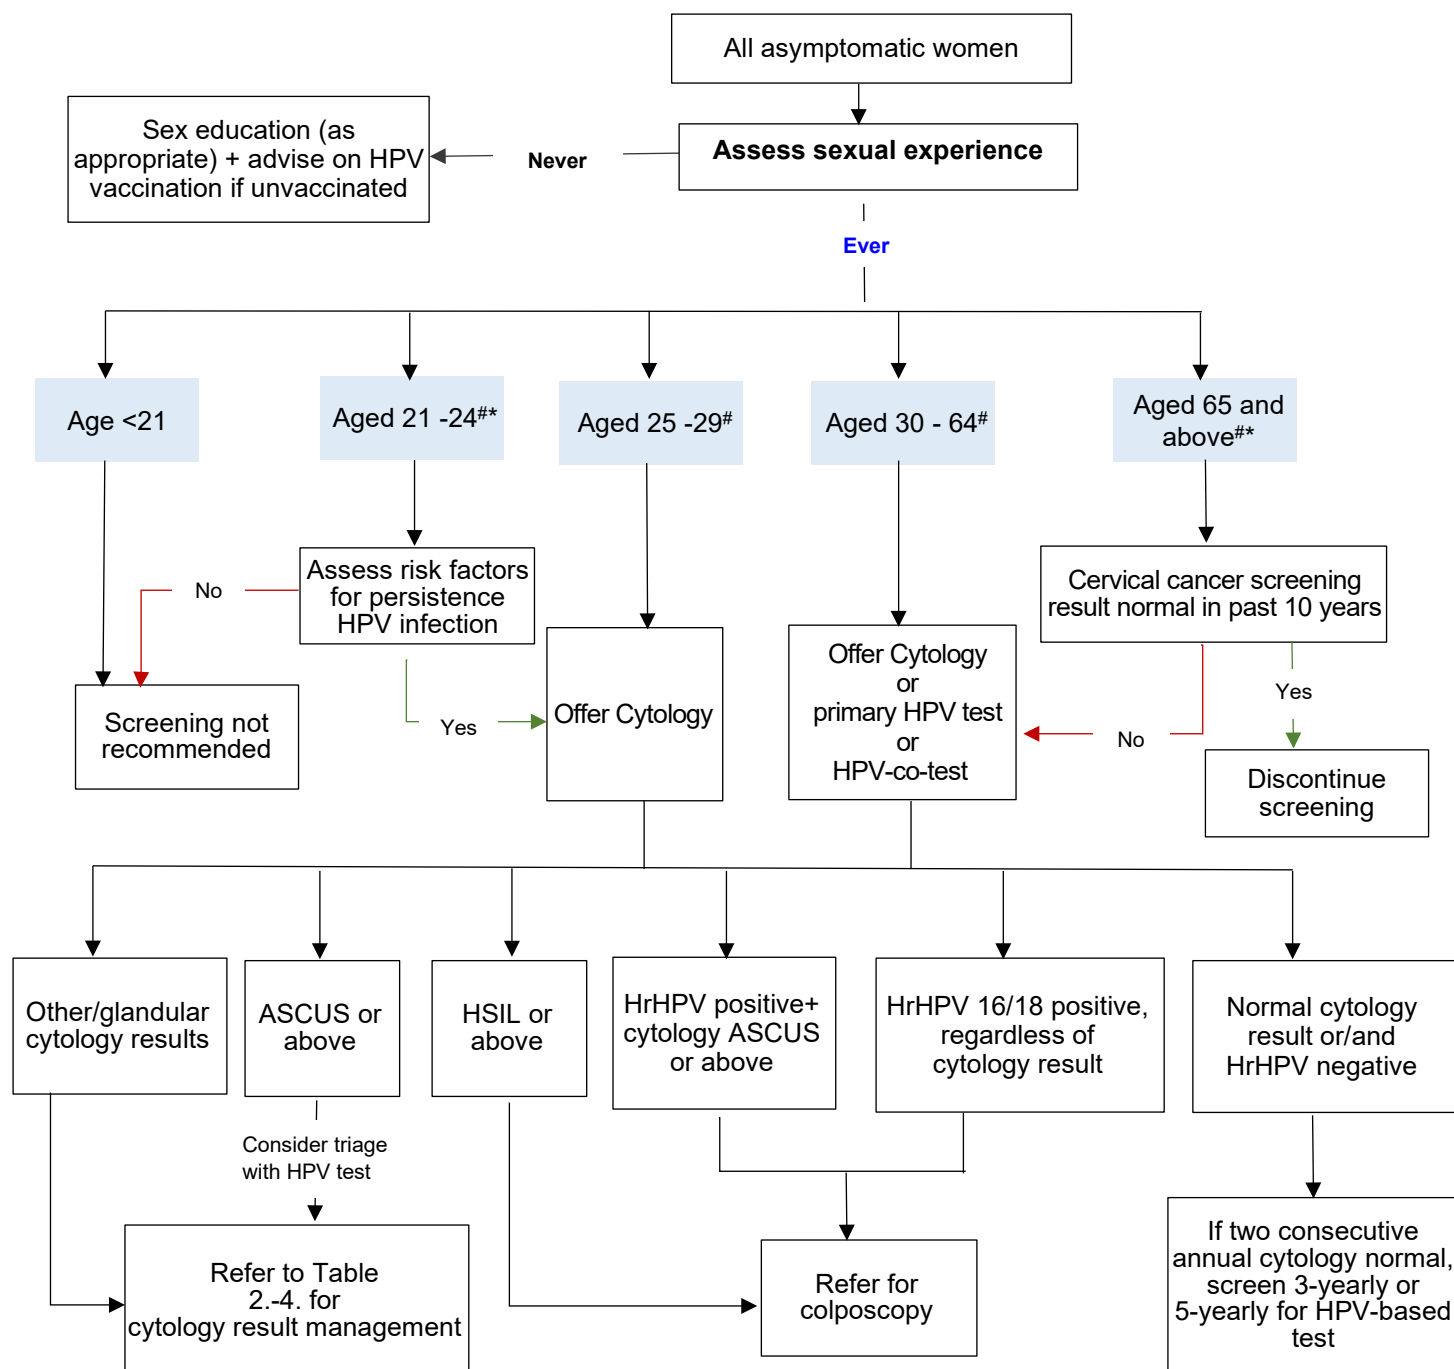 All asymptomatic women
Sex education (as
appropriate) + advise on HPV
vaccination if unvaccinated
Never
Assess sexual experience
Ever
Age <21
Aged 21 -24#*
Aged 25 -29#
Aged 30 - 64#
Aged 65 and
above#*
No
Assess risk factors
for persistence
HPV infection
Cervical cancer screening
result normal in past 10 years
Screening not
recommended
Yes
Offer Cytology
Offer Cytology
or
primary HPV test
or
HPV-co-test
No
Yes
Discontinue
screening
Other/glandular
cytology results
ASCUS or
above
HSIL or
above
HrHPV positive+
cytology ASCUS
or above
HrHPV 16/18 positive,
regardless of
cytology result
Normal cytology
result or/and
HrHPV negative
Consider triage
with HPV test
Refer to Table
2.-4. for
cytology result management
Refer for
colposcopy
If two consecutive
annual cytology normal,
screen 3-yearly or
5-yearly for HPV-based
test